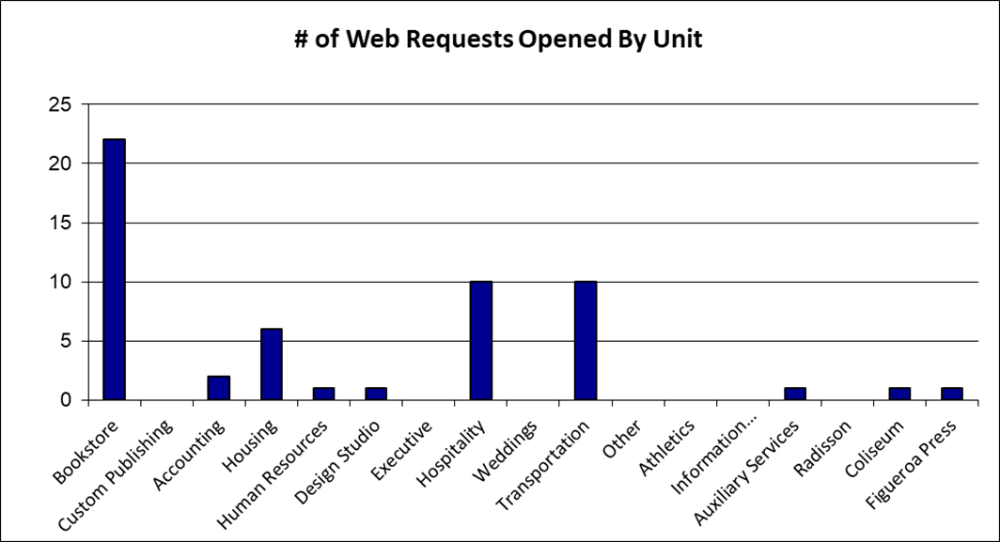 # of Web Requests Opened By Unit
25
20
15
10
5
0
Bookstore
Custom Publishing
Accounting
Housing
Human Resources
Design Studio
Executive
Hospitality
Weddings
Transportation
Other
Athletics
Information...
Auxiliary Services
Radisson
Coliseum
Figueroa Press